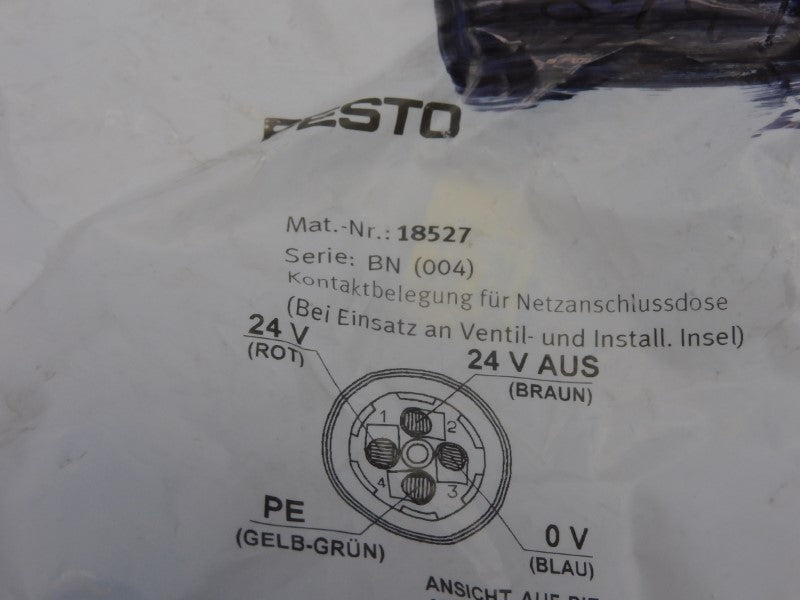 FESTO
Mat.-Nr.: 18527
Serie: BN (004)
Kontaktbelegung für Netzanschlussdose
(Bei Einsatz an Ventil- und Install. Insel)
24 V
(ROT)
24 V AUS
(BRAUN)
1
2
4
3
PE
(GELB-GRÜN)
0 V
(BLAU)
ANSICHT AUF DIE